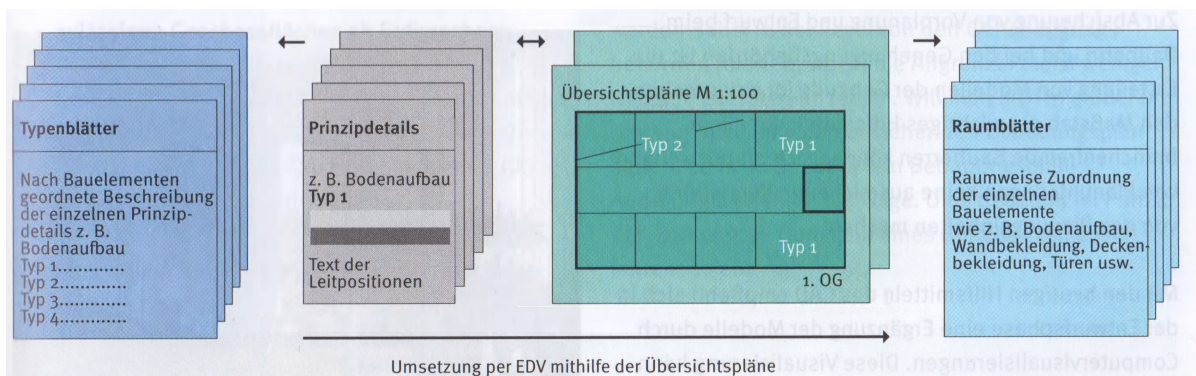 Typenblätter
Nach Bauelementen
geordnete Beschreibung
der einzelnen Prinzip-
details z. B.
Bodenaufbau
Typ 1............
Typ 2............
Typ 3............
Typ 4............
Prinzipdetails
z. B. Bodenaufbau
Typ 1
Text der
Leitpositionen
Übersichtspläne M 1:100
Typ 2
Typ 1
Typ 1
1. OG
Raumblätter
Raumweise Zuordnung
der einzelnen
Bauelemente
wie z. B. Bodenaufbau,
Wandbekleidung, Decken-
bekleidung, Türen usw.
Umsetzung per EDV mithilfe der Übersichtspläne